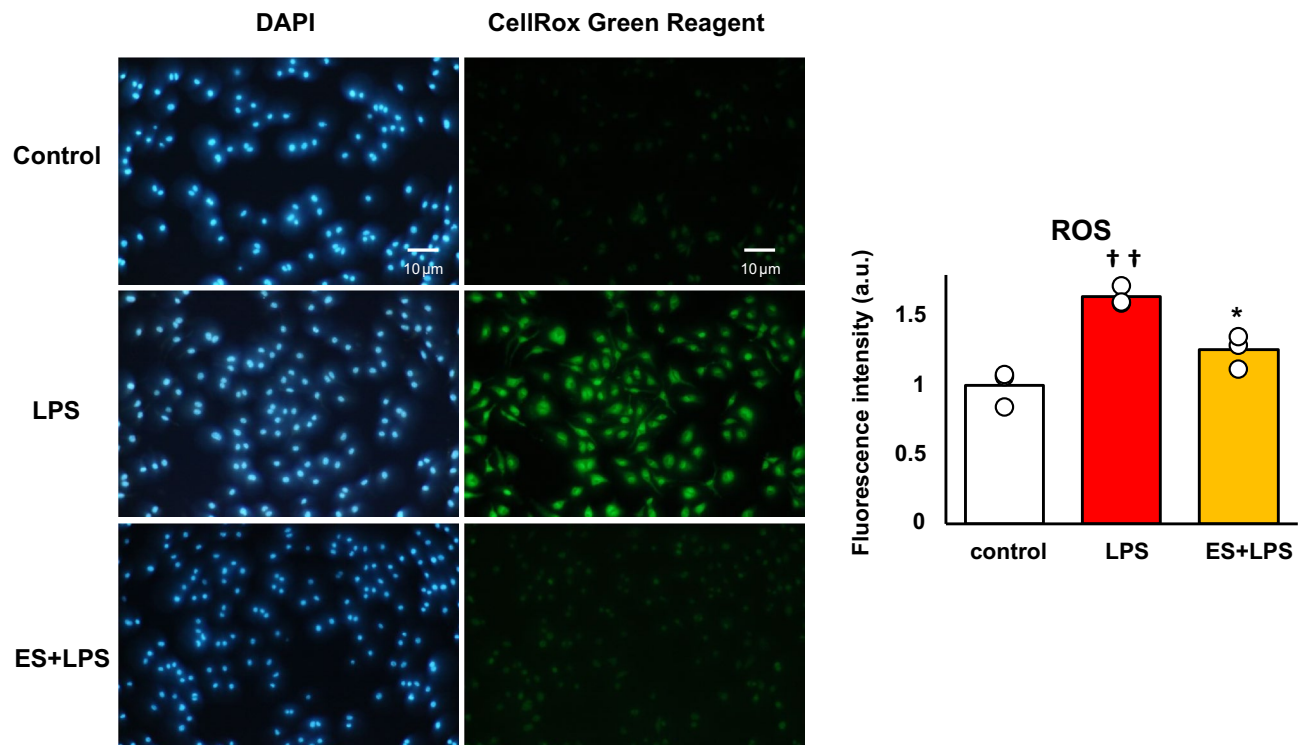 DAPI
CellRox Green Reagent
Control
10 µm
10 µm
LPS
ES+LPS
ROS
† †
*
Fluorescence intensity (a.u.)
1.5
1
0.5
0
control
LPS
ES+LPS